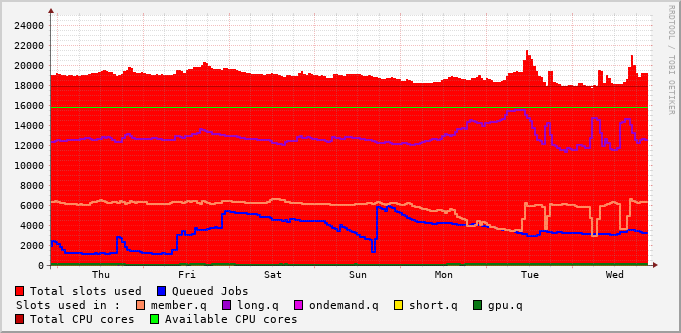 24000
22000
20000
18000
16000
14000
12000
10000
8000
6000
4000
2000
0
Thu Fri Sat Sun Mon Tue Wed
RRDTOOL / TOBI OETIKER
Total slots used Queued Jobs
Slots used in : member.q long.q ondemand.q short.q gpu.q
Total CPU cores Available CPU cores